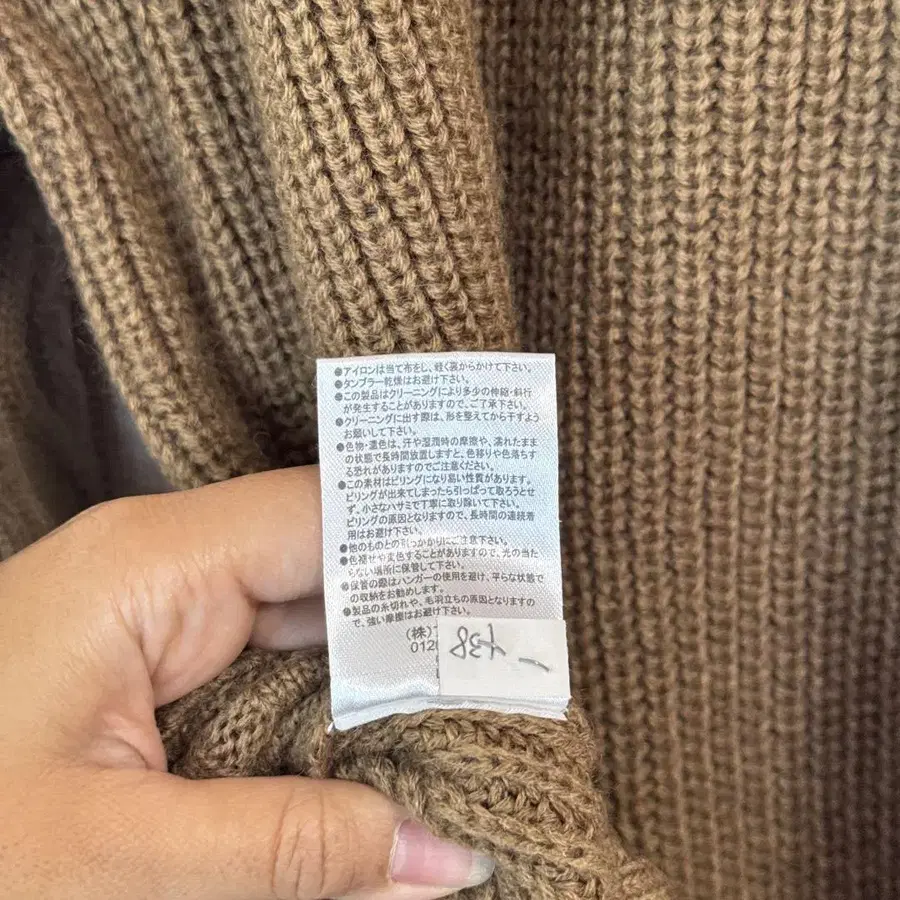 ●アイロンは当て布をし、軽く裏からかけて下さい。
●タンブラー乾燥はお避け下さい。
●この製品はクリーニングにより多少の伸縮・斜行
が発生することがありますので、ご了承下さい。
●クリーニングに出す際は、形を整えてから干すよう
お願いして下さい。
●色物・濃色は、汗や湿潤時の摩擦や、濡れたまま
の状態で長時間放置しますと、色移りや色落ちす
る恐れがありますのでご注意ください。
●この素材はピリングになり易い性質があります。
ピリングが出来てしまったら引っぱって取ろうとせ
ず、小さなハサミで丁寧に取り除いて下さい。
ピリングの原因となりますので、長時間の連続着
用はお避け下さい。
●他のものとの引っかかりにご注意下さい。
●色褪せや変色することがありますので、光の当た
らない場所に保管して下さい。
●保管の際はハンガーの使用を避け、平らな状態で
の収納をお勧めします。
●製品の糸切れや、毛羽立ちの原因となりますの
で、強い摩擦はお避け下さい。
(株)
012